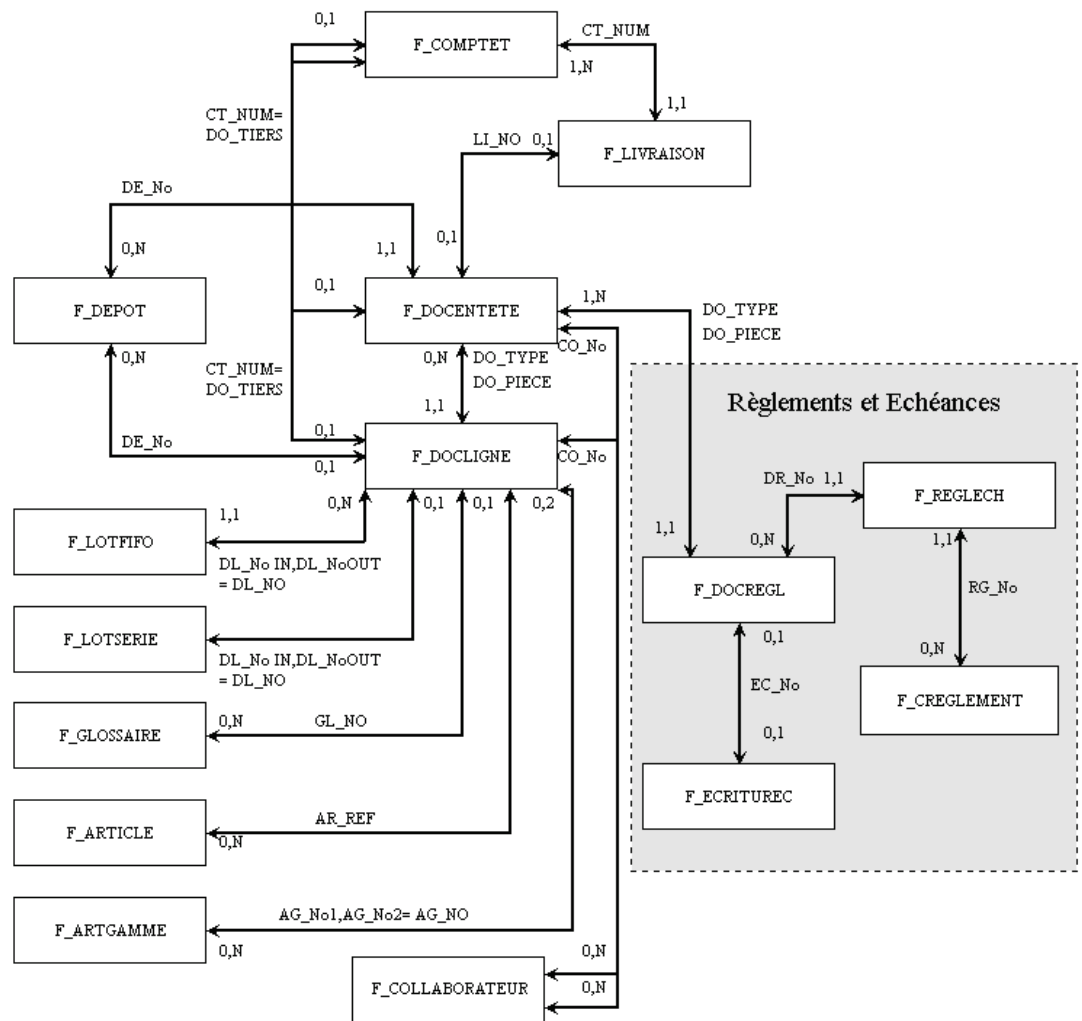 0,1
F_COMPTET
CT_NUM
1,N
CT_NUM=
DO_TIERS
1,1
LI_NO 0,1
F_LIVRAISON
DE_No
0,N
1,1
0,1
F_DEPOT
0,1
F_DOCENTETE
1,N
DO_TYPE
DO_PIECE
0,N
CT_NUM=
DO_TIERS
0,N
DO_TYPE
DO_PIECE
CO_No
1,1
Règlements et Echéances
DE_No
0,1
0,1
F_DOCLIGNE
CO_No
DR_No 1,1
F_REGLECH
1,1
0,N
0,1
0,1
0,2
1,1
0,N
1,1
F_LOTFIFO
DL_No IN,DL_NoOUT
= DL_NO
F_DOCREGL
RG_No
F_LOTSERIE
0,1
0,N
DL_No IN,DL_NoOUT
= DL_NO
EC_No
F_CREGLEMENT
F_GLOSSAIRE
0,N
GL_NO
0,1
F_ECRITUREC
F_ARTICLE
0,N
AR_REF
F_ARTGAMME
AG_No1,AG_No2= AG_NO
0,N
0,N
F_COLLABORATEUR
0,N